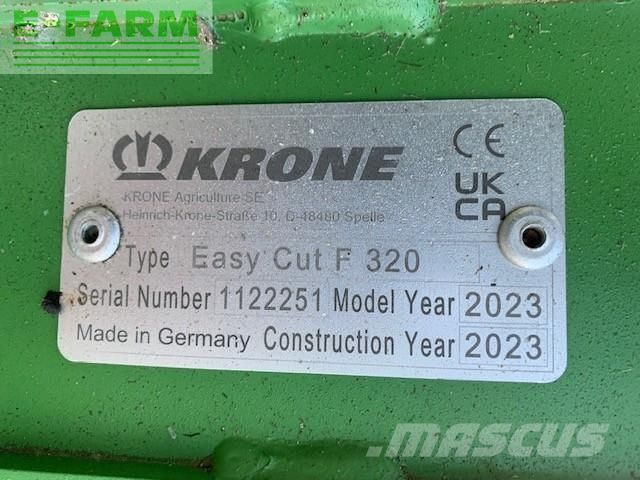 E-FARM
KRONE
CE
KRONE Agriculture SE
Heinrich-Krone-Straße 10, D-48480 Spelle
UK
CA
Type Easy Cut F 320
Serial Number 1122251 Model Year 2023
Made in Germany Construction Year 2023
MASCUS